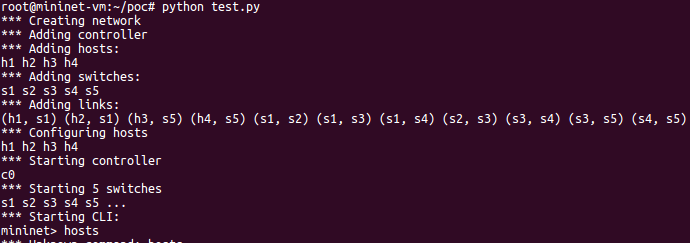 root@mininet-vm:~/poc# python test.py
*** Creating network
*** Adding controller
*** Adding hosts:
h1 h2 h3 h4
*** Adding switches:
s1 s2 s3 s4 s5
*** Adding links:
(h1, s1) (h2, s1) (h3, s5) (h4, s5) (s1, s2) (s1, s3) (s1, s4) (s2, s3) (s3, s4) (s3, s5) (s4, s5)
*** Configuring hosts
h1 h2 h3 h4
*** Starting controller
c0
*** Starting 5 switches
s1 s2 s3 s4 s5 ...
*** Starting CLI:
mininet> hosts
*** Unknown command: hosts